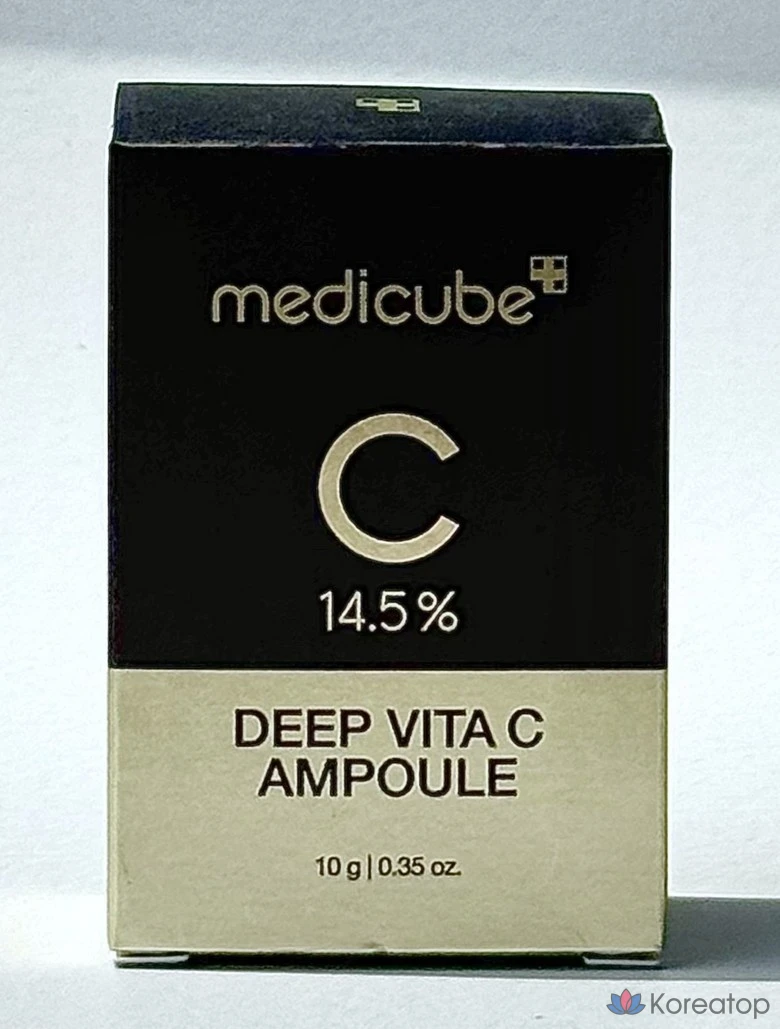 medicube
C
14.5%
DEEP VITA C
AMPOULE
10 g | 0.35 oz.
Koreatop